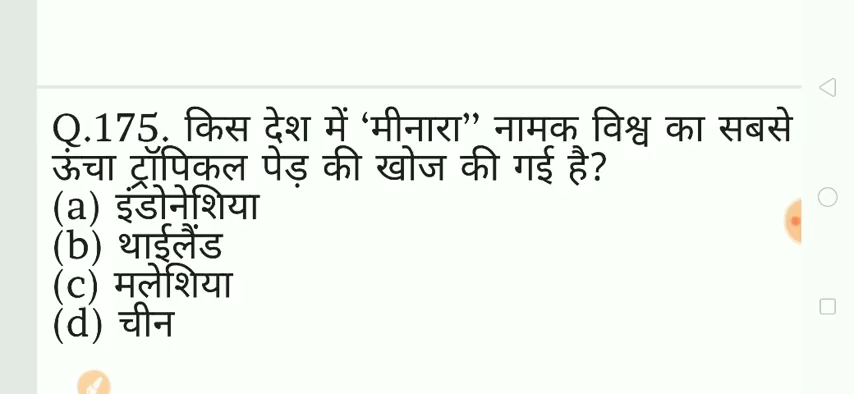 Q.175. किस देश में ‘मीनारा’’ नामक विश्व का सबसे
ऊंचा ट्रॉपिकल पेड़ की खोज की गई है?
(a) इंडोनेशिया
(b) थाईलैंड
(c) मलेशिया
(d) चीन